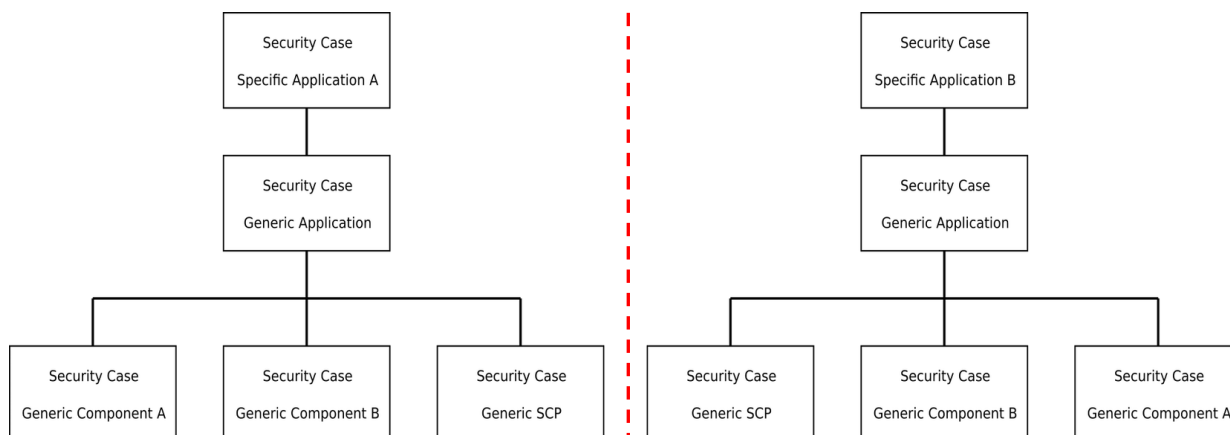 Security Case
Specific Application A
Security Case
Specific Application B
Security Case
Generic Application
Security Case
Generic Application
Security Case
Generic Component A
Security Case
Generic Component B
Security Case
Generic SCP
Security Case
Generic SCP
Security Case
Generic Component B
Security Case
Generic Component A